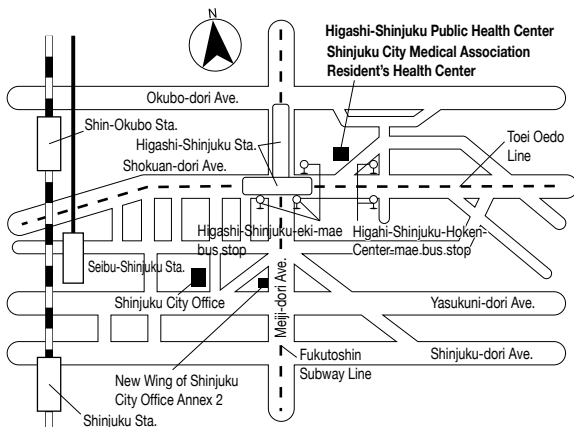 N
Higashi-Shinjuku Public Health Center
Shinjuku City Medical Association
Resident's Health Center
Okubo-dori Ave.
Shin-Okubo Sta.
Higashi-Shinjuku Sta.
Toei Oedo
Line
Shokuan-dori Ave.
Higashi-Shinjuku-eki-mae
bus stop
Higahi-Shinjuku-Hoken-
Center-mae bus stop
Seibu-Shinjuku Sta.
Meiji-dori Ave.
Shinjuku City Office
Yasukuni-dori Ave.
Fukutoshin
Subway Line
Shinjuku-dori Ave.
New Wing of Shinjuku
City Office Annex 2
Shinjuku Sta.